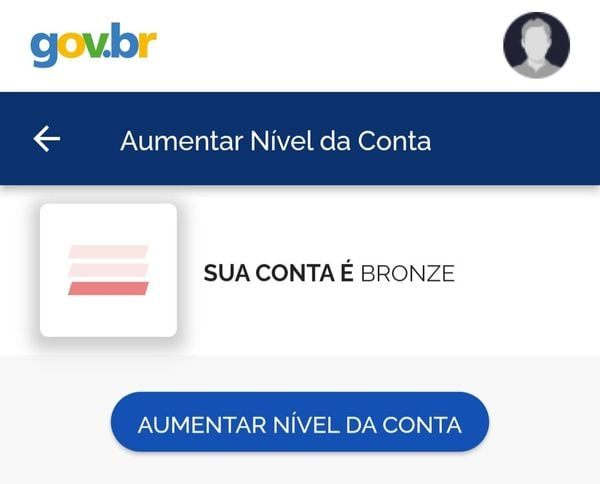 gov.br
Aumentar Nível da Conta
SUA CONTA É BRONZE
AUMENTAR NÍVEL DA CONTA